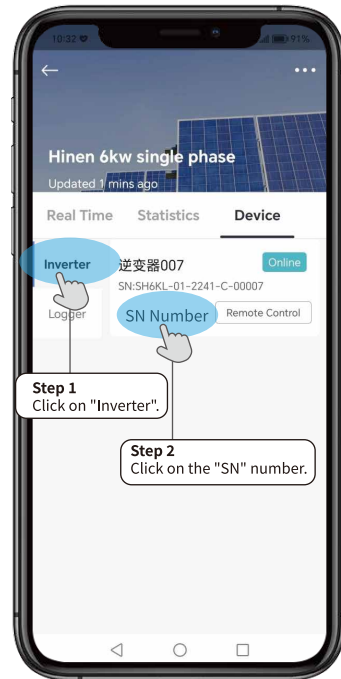 10:32
91%
Hinen 6kw single phase
Updated 1 mins ago
Real Time Statistics Device
Inverter
逆变器007
Online
SN:SH6KL-01-2241-C-00007
Logger
SN Number
Remote Control
Step 1
Click on "Inverter".
Step 2
Click on the "SN" number.